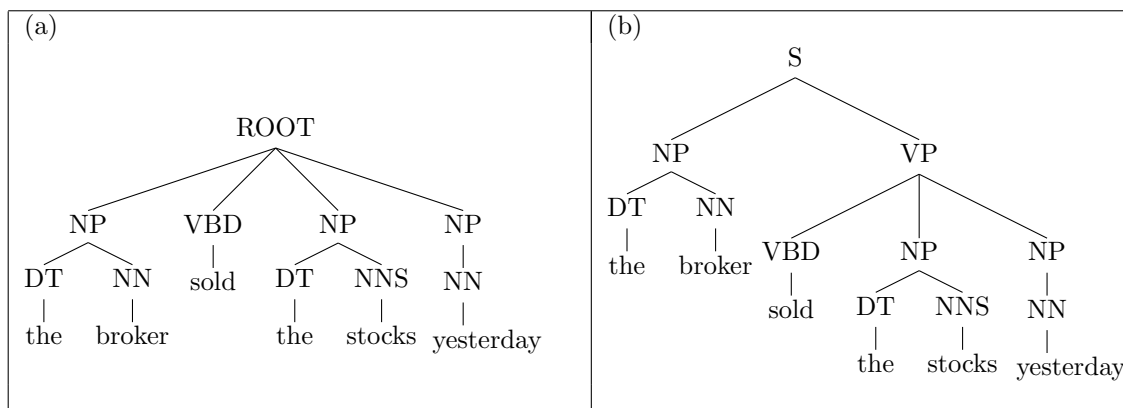 (a)
ROOT
NP VBD NP NP
DT NN sold DT NNS NN
the broker the stocks yesterday
(b)
S
NP VP
DT NN VBD NP NP
the broker sold DT NNS NN
the stocks yesterday